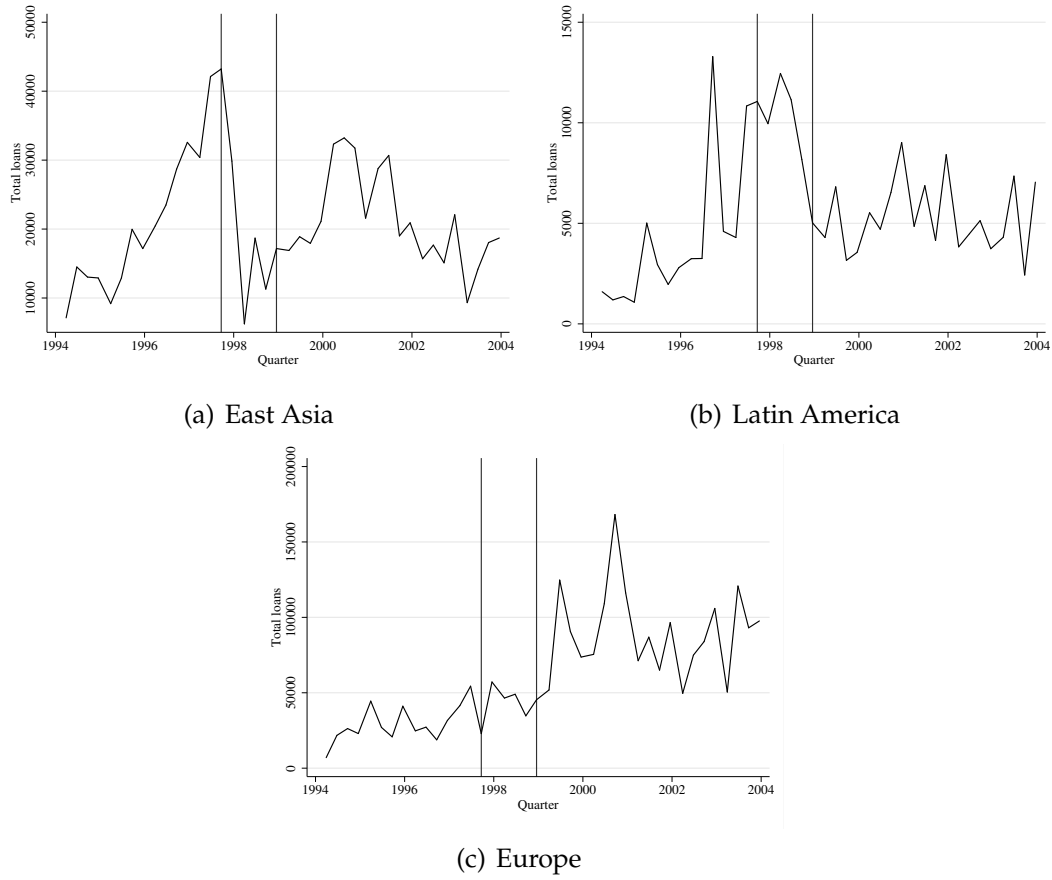 Total loans
10000 20000 30000 40000 50000
1994 1996 1998 2000 2002 2004
Quarter
(a) East Asia
Total loans
0 5000 10000 15000
1994 1996 1998 2000 2002 2004
Quarter
(b) Latin America
Total loans
0 50000 100000 150000 200000
1994 1996 1998 2000 2002 2004
Quarter
(c) Europe